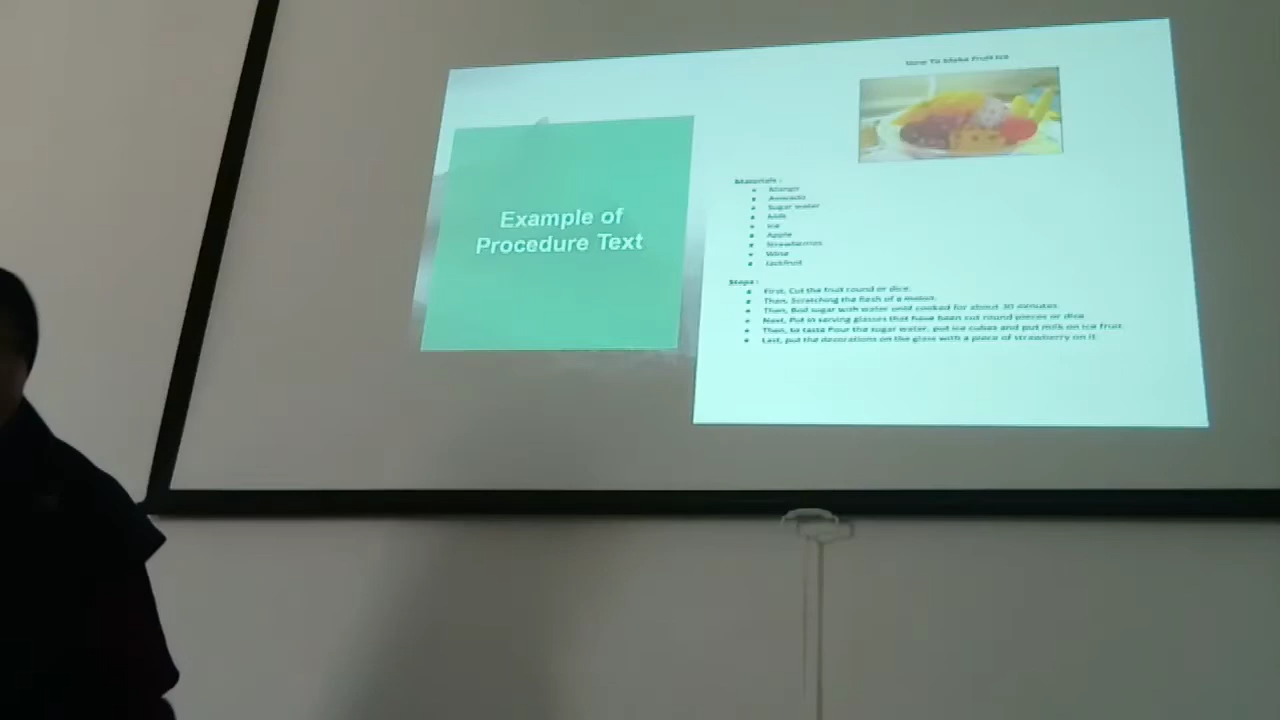 Example of
Procedure Text
How To Make Fruit Ice
Materials :
Mango
Avocado
Sugar water
Milk
Ice
Apple
Strawberries
Wine
Jackfruit
Steps :
First, Cut the fruit round or dice.
Then, Scratching the flesh of a melon.
Then, Boil sugar with water until cooked for about 30 minutes.
Next, Put in serving glasses that have been cut round pieces or dice
Then, to taste Pour the sugar water, put ice cubes and put milk on ice fruit.
Last, put the decorations on the glass with a piece of strawberry on it.